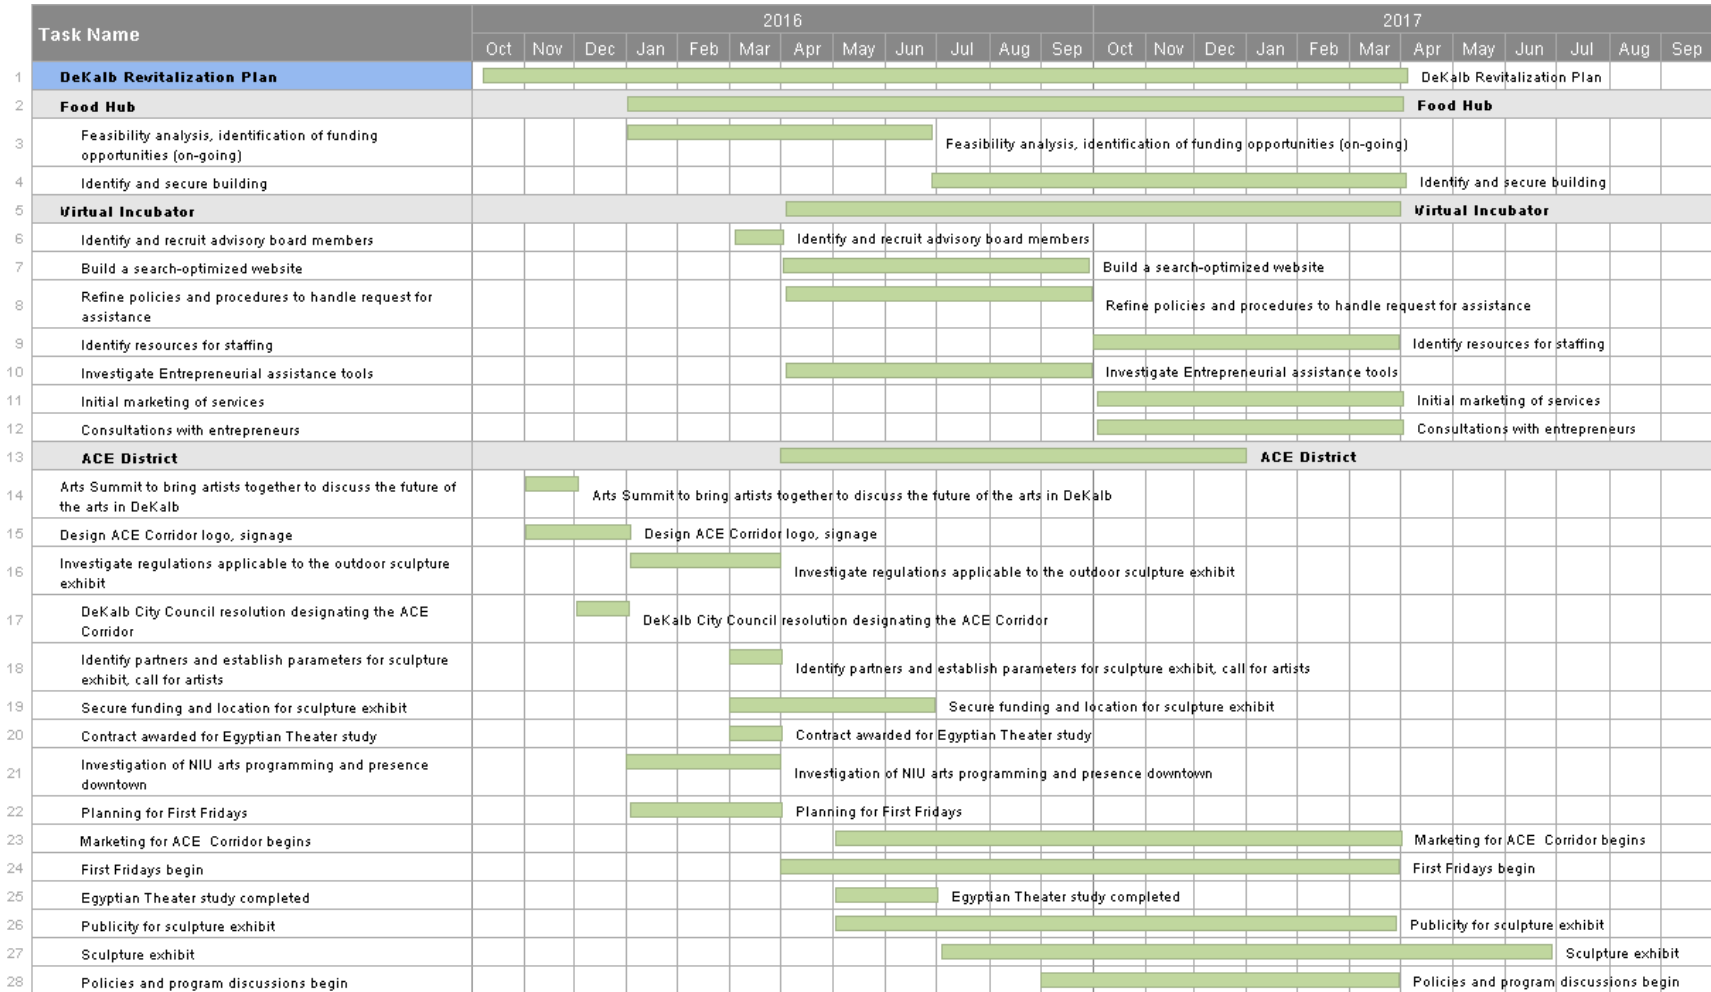 Task Name
2016
2017
Oct Nov Dec Jan Feb Mar Apr May Jun Jul Aug Sep Oct Nov Dec Jan Feb Mar Apr May Jun Jul Aug Sep
1 DeKalb Revitalization Plan DeKalb Revitalization Plan
2 Food Hub Food Hub
3 Feasibility analysis, identification of funding
opportunities (on-going) Feasibility analysis, identification of funding opportunities (on-going)
4 Identify and secure building Identify and secure building
5 Virtual Incubator Virtual Incubator
6 Identify and recruit advisory board members Identify and recruit advisory board members
7 Build a search-optimized website Build a search-optimized website
8 Refine policies and procedures to handle request for
assistance Refine policies and procedures to handle request for assistance
9 Identify resources for staffing Identify resources for staffing
10 Investigate Entrepreneurial assistance tools Investigate Entrepreneurial assistance tools
11 Initial marketing of services Initial marketing of services
12 Consultations with entrepreneurs Consultations with entrepreneurs
13 ACE District ACE District
14 Arts Summit to bring artists together to discuss the future of
the arts in DeKalb Arts Summit to bring artists together to discuss the future of the arts in DeKalb
15 Design ACE Corridor logo, signage Design ACE Corridor logo, signage
16 Investigate regulations applicable to the outdoor sculpture
exhibit Investigate regulations applicable to the outdoor sculpture exhibit
17 DeKalb City Council resolution designating the ACE
Corridor DeKalb City Council resolution designating the ACE Corridor
18 Identify partners and establish parameters for sculpture
exhibit, call for artists Identify partners and establish parameters for sculpture exhibit, call for artists
19 Secure funding and location for sculpture exhibit Secure funding and location for sculpture exhibit
20 Contract awarded for Egyptian Theater study Contract awarded for Egyptian Theater study
21 Investigation of NIU arts programming and presence
downtown Investigation of NIU arts programming and presence downtown
22 Planning for First Fridays Planning for First Fridays
23 Marketing for ACE Corridor begins Marketing for ACE Corridor begins
24 First Fridays begin First Fridays begin
25 Egyptian Theater study completed Egyptian Theater study completed
26 Publicity for sculpture exhibit Publicity for sculpture exhibit
27 Sculpture exhibit Sculpture exhibit
28 Policies and program discussions begin Policies and program discussions begin